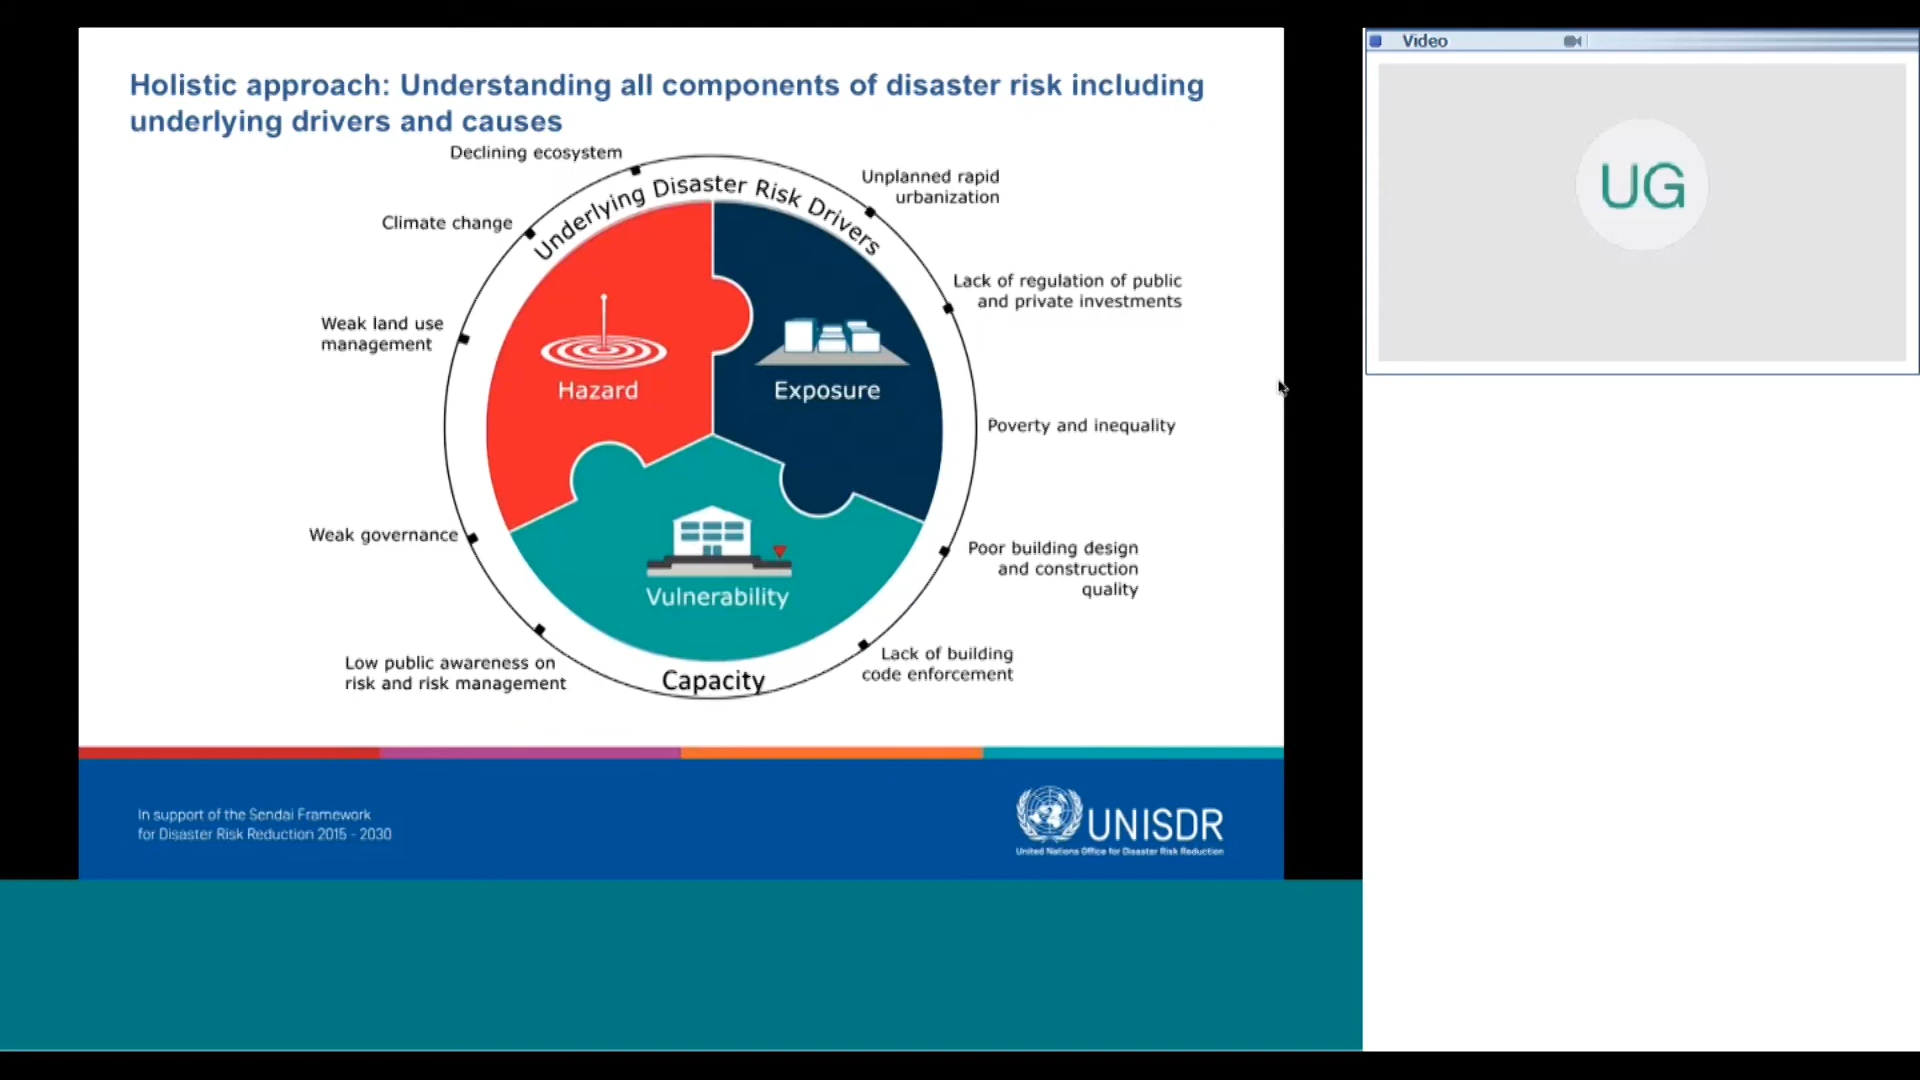 Holistic approach: Understanding all components of disaster risk including
underlying drivers and causes
Declining ecosystem
Unplanned rapid
urbanization
Climate change
Underlying Disaster Risk Drivers
Lack of regulation of public
and private investments
Weak land use
management
Hazard
Exposure
Poverty and inequality
Weak governance
Poor building design
and construction
quality
Vulnerability
Low public awareness on
risk and risk management
Capacity
Lack of building
code enforcement
In support of the Sendai Framework
for Disaster Risk Reduction 2015 - 2030
UNISDR
United Nations Office for Disaster Risk Reduction
Video
UG